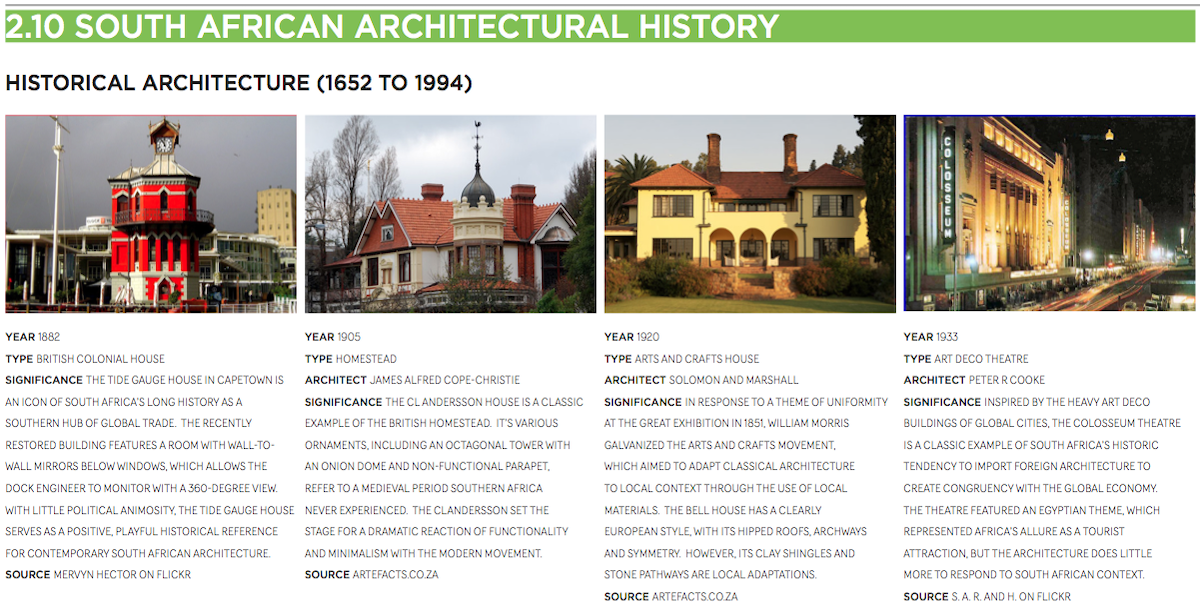 2.10 SOUTH AFRICAN ARCHITECTURAL HISTORY
HISTORICAL ARCHITECTURE (1652 TO 1994)
COLOSSEUM
COLOSSEUM
YEAR 1882
TYPE BRITISH COLONIAL HOUSE
SIGNIFICANCE THE TIDE GAUGE HOUSE IN CAPETOWN IS
AN ICON OF SOUTH AFRICA'S LONG HISTORY AS A
SOUTHERN HUB OF GLOBAL TRADE. THE RECENTLY
RESTORED BUILDING FEATURES A ROOM WITH WALL-TO-
WALL MIRRORS BELOW WINDOWS, WHICH ALLOWS THE
DOCK ENGINEER TO MONITOR WITH A 360-DEGREE VIEW.
WITH LITTLE POLITICAL ANIMOSITY, THE TIDE GAUGE HOUSE
SERVES AS A POSITIVE, PLAYFUL HISTORICAL REFERENCE
FOR CONTEMPORARY SOUTH AFRICAN ARCHITECTURE.
SOURCE MERVYN HECTOR ON FLICKR
YEAR 1905
TYPE HOMESTEAD
ARCHITECT JAMES ALFRED COPE-CHRISTIE
SIGNIFICANCE THE CL ANDERSSON HOUSE IS A CLASSIC
EXAMPLE OF THE BRITISH HOMESTEAD. IT'S VARIOUS
ORNAMENTS, INCLUDING AN OCTAGONAL TOWER WITH
AN ONION DOME AND NON-FUNCTIONAL PARAPET,
REFER TO A MEDIEVAL PERIOD SOUTHERN AFRICA
NEVER EXPERIENCED. THE CLANDERSSON SET THE
STAGE FOR A DRAMATIC REACTION OF FUNCTIONALITY
AND MINIMALISM WITH THE MODERN MOVEMENT.
SOURCE ARTEFACTS.CO.ZA
YEAR 1920
TYPE ARTS AND CRAFTS HOUSE
ARCHITECT SOLOMON AND MARSHALL
SIGNIFICANCE IN RESPONSE TO A THEME OF UNIFORMITY
AT THE GREAT EXHIBITION IN 1851, WILLIAM MORRIS
GALVANIZED THE ARTS AND CRAFTS MOVEMENT,
WHICH AIMED TO ADAPT CLASSICAL ARCHITECTURE
TO LOCAL CONTEXT THROUGH THE USE OF LOCAL
MATERIALS. THE BELL HOUSE HAS A CLEARLY
EUROPEAN STYLE, WITH ITS HIPPED ROOFS, ARCHWAYS
AND SYMMETRY. HOWEVER, ITS CLAY SHINGLES AND
STONE PATHWAYS ARE LOCAL ADAPTATIONS.
SOURCE ARTEFACTS.CO.ZA
YEAR 1933
TYPE ART DECO THEATRE
ARCHITECT PETER R COOKE
SIGNIFICANCE INSPIRED BY THE HEAVY ART DECO
BUILDINGS OF GLOBAL CITIES, THE COLOSSEUM THEATRE
IS A CLASSIC EXAMPLE OF SOUTH AFRICA'S HISTORIC
TENDENCY TO IMPORT FOREIGN ARCHITECTURE TO
CREATE CONGRUENCY WITH THE GLOBAL ECONOMY.
THE THEATRE FEATURED AN EGYPTIAN THEME, WHICH
REPRESENTED AFRICA'S ALLURE AS A TOURIST
ATTRACTION, BUT THE ARCHITECTURE DOES LITTLE
MORE TO RESPOND TO SOUTH AFRICAN CONTEXT.
SOURCE S. A. R. AND H. ON FLICKR